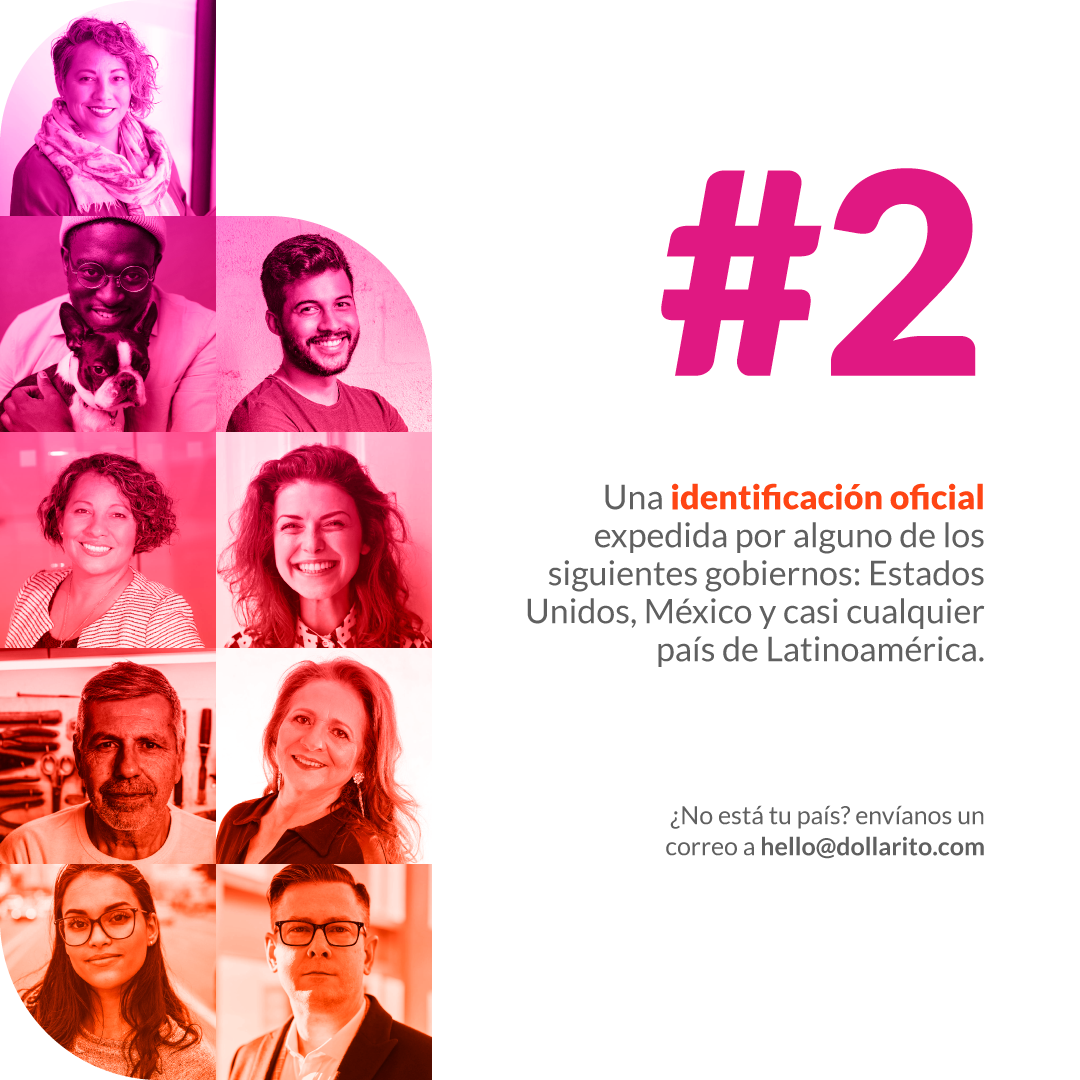 #2
Una identificación oficial
expedida por alguno de los
siguientes gobiernos: Estados
Unidos, México y casi cualquier
país de Latinoamérica.
¿No está tu país? envíanos un
correo a hello@dollarito.com